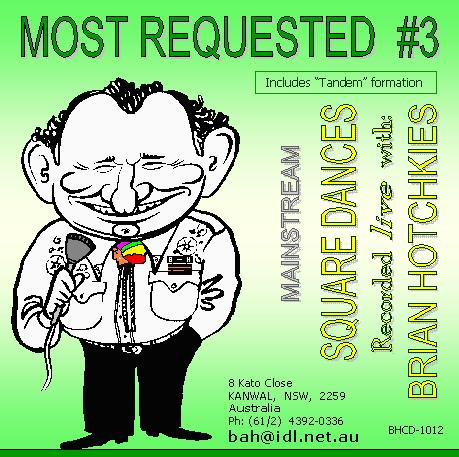 MOST REQUESTED #3
Includes "Tandem" formation
MAINSTREAM
SQUARE DANCES
Recorded live with:
BRIAN HOTCHKIES
8 Kato Close
KANWAL, NSW, 2259
Australia
Ph: (61/2) 4392-0336
bah@idl.net.au
BHCD-1012